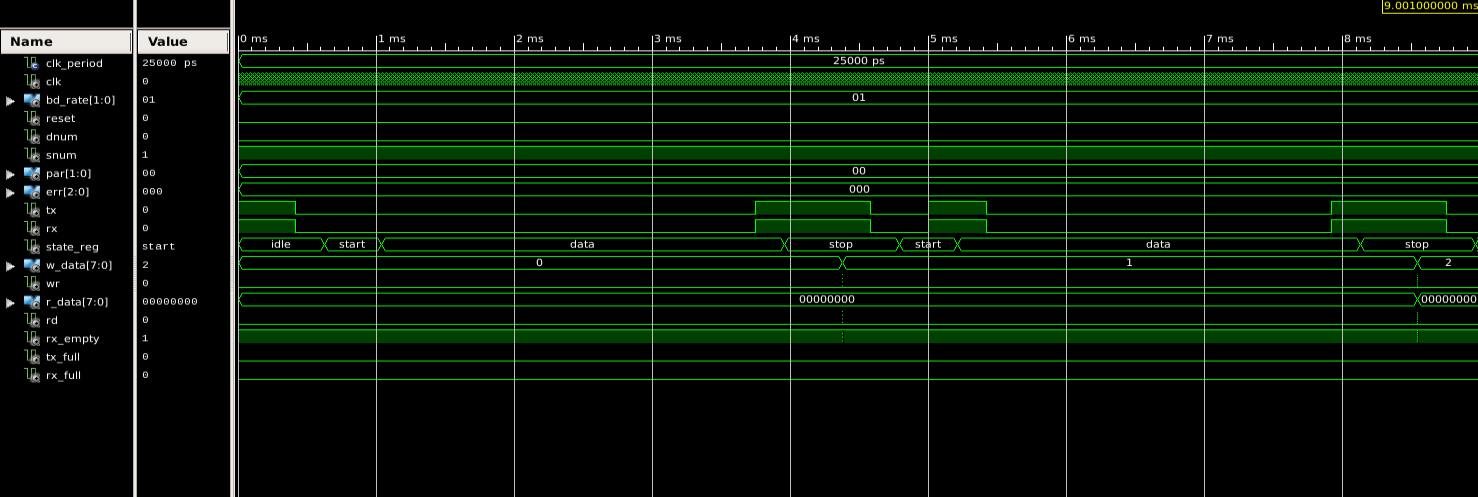 9.001000000 ms
Name Value 0 ms 1 ms 2 ms 3 ms 4 ms 5 ms 6 ms 7 ms 8 ms
clk_period 25000 ps 25000 ps
clk 0
bd_rate[1:0] 01 01
reset 0
dnum 0
snum 1
par[1:0] 00 00
err[2:0] 000 000
tx 0
rx 0
state_reg start idle start data stop start data stop
w_data[7:0] 2 0 1 2
wr 0
r_data[7:0] 00000000 00000000 00000000
rd 0
rx_empty 1
tx_full 0
rx_full 0